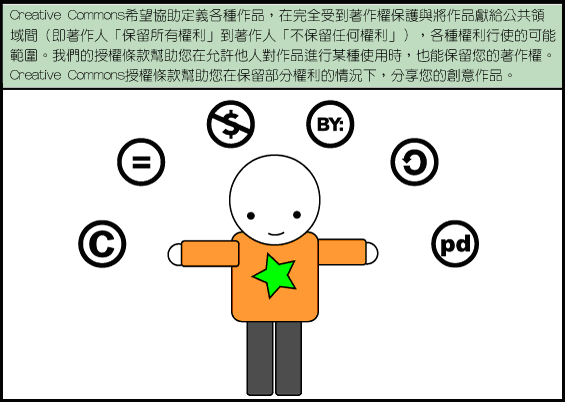 Creative Commons希望協助定義各種作品，在完全受到著作權保護與將作品獻給公共領
域間（即著作人「保留所有權利」到著作人「不保留任何權利」），各種權利行使的可能
範圍。我們的授權條款幫助您在允許他人對作品進行某種使用時，也能保留您的著作權。
Creative Commons授權條款幫助您在保留部分權利的情況下，分享您的創意作品。
$
BY:
=
C
pd